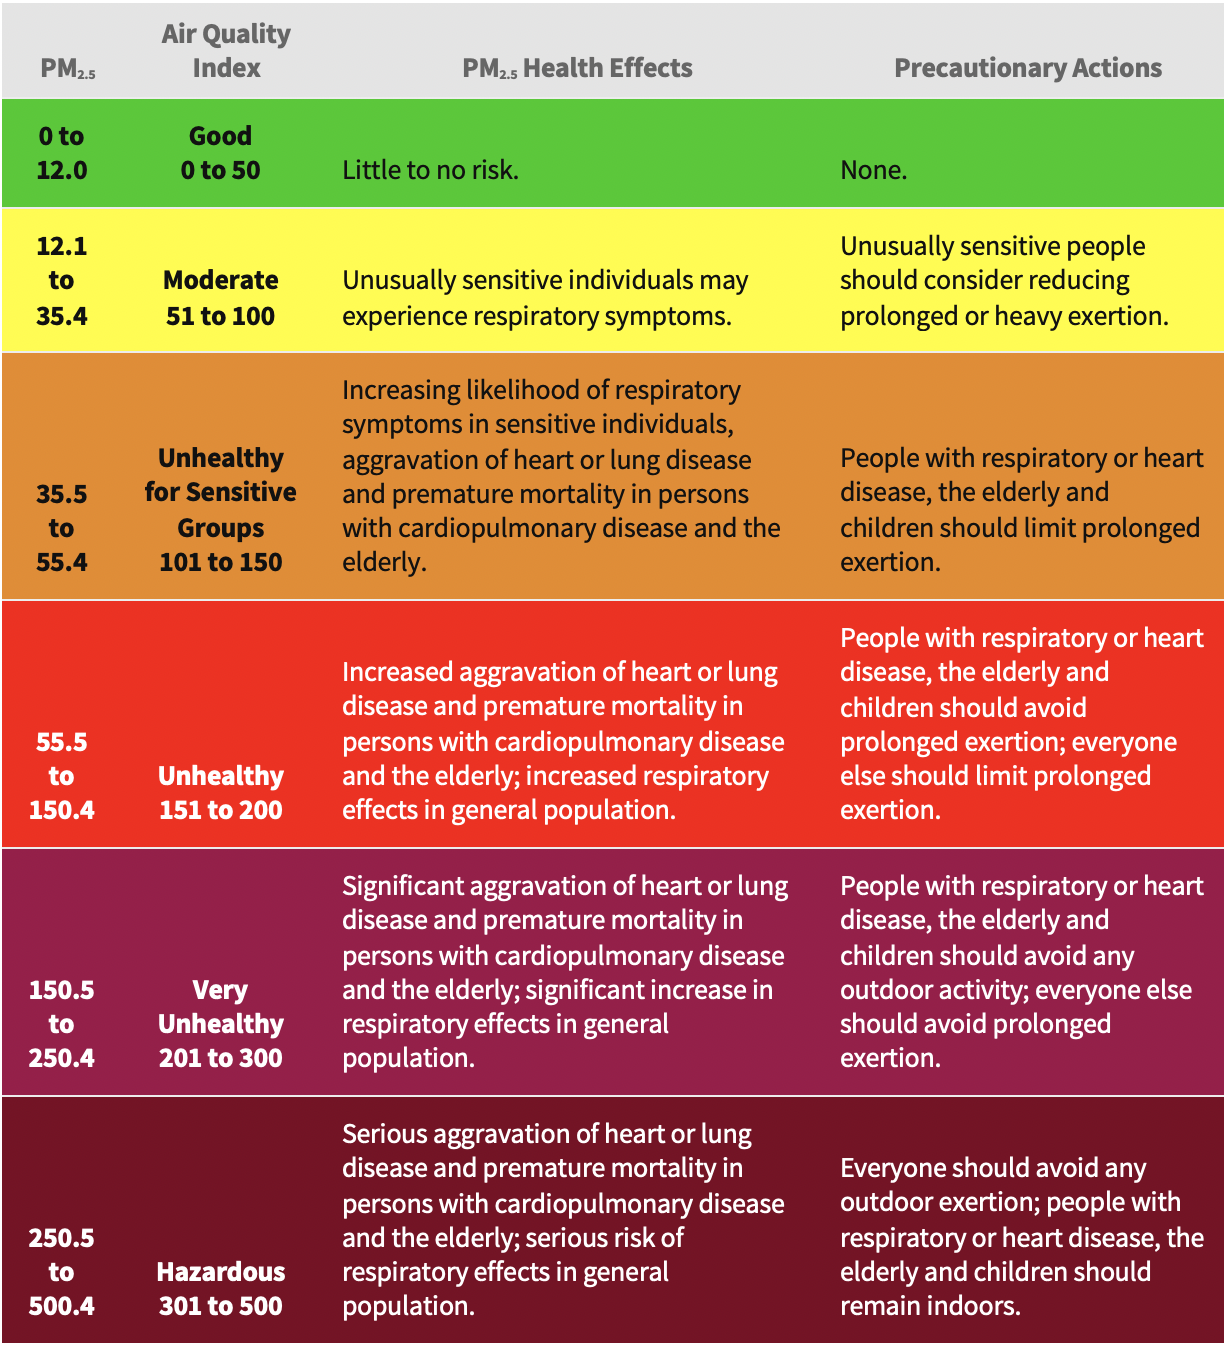 PM2.5
Air Quality
Index
PM2.5 Health Effects
Precautionary Actions
0 to
12.0
Good
0 to 50
Little to no risk.
None.
12.1
to
35.4
Moderate
51 to 100
Unusually sensitive individuals may
experience respiratory symptoms.
Unusually sensitive people
should consider reducing
prolonged or heavy exertion.
35.5
to
55.4
Unhealthy
for Sensitive
Groups
101 to 150
Increasing likelihood of respiratory
symptoms in sensitive individuals,
aggravation of heart or lung disease
and premature mortality in persons
with cardiopulmonary disease and the
elderly.
People with respiratory or heart
disease, the elderly and
children should limit prolonged
exertion.
55.5
to
150.4
Unhealthy
151 to 200
Increased aggravation of heart or lung
disease and premature mortality in
persons with cardiopulmonary disease
and the elderly; increased respiratory
effects in general population.
People with respiratory or heart
disease, the elderly and
children should avoid
prolonged exertion; everyone
else should limit prolonged
exertion.
150.5
to
250.4
Very
Unhealthy
201 to 300
Significant aggravation of heart or lung
disease and premature mortality in
persons with cardiopulmonary disease
and the elderly; significant increase in
respiratory effects in general
population.
People with respiratory or heart
disease, the elderly and
children should avoid any
outdoor activity; everyone else
should avoid prolonged
exertion.
250.5
to
500.4
Hazardous
301 to 500
Serious aggravation of heart or lung
disease and premature mortality in
persons with cardiopulmonary disease
and the elderly; serious risk of
respiratory effects in general
population.
Everyone should avoid any
outdoor exertion; people with
respiratory or heart disease, the
elderly and children should
remain indoors.